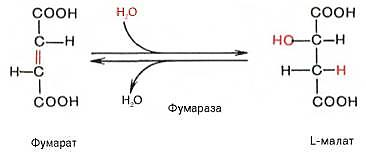 COOH
C—H
H—C
COOH
Фумарат
H₂O
H₂O
Фумараза
COOH
HO—C—H
H—C—H
COOH
L-малат